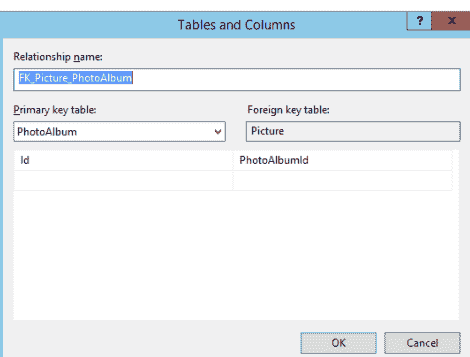 Tables and Columns
? x
Relationship name:
FK_Picture_PhotoAlbum
Primary key table: Foreign key table:
PhotoAlbum Picture
Id PhotoAlbumId
OK Cancel